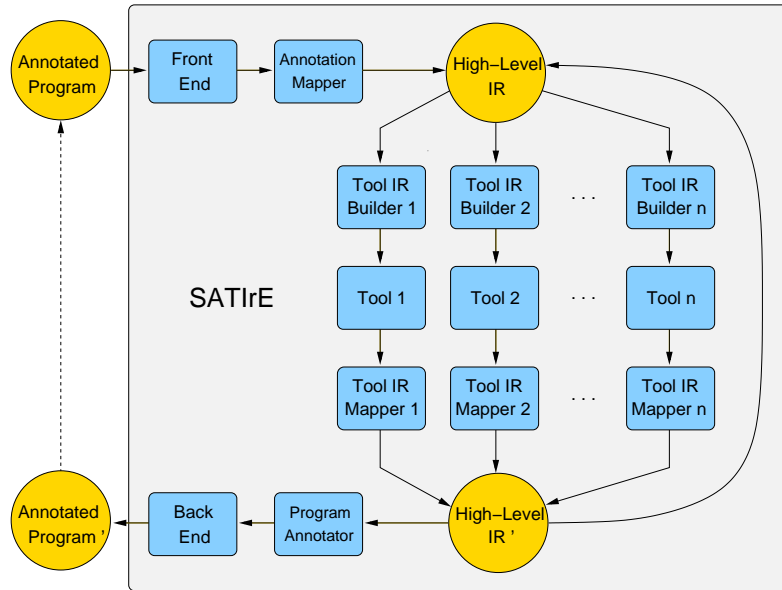 Annotated
Program
Front
End
Annotation
Mapper
High–Level
IR
Tool IR
Builder 1
Tool IR
Builder 2
. . .
Tool IR
Builder n
SATIrE
Tool 1
Tool 2
. . .
Tool n
Tool IR
Mapper 1
Tool IR
Mapper 2
. . .
Tool IR
Mapper n
Annotated
Program ’
Back
End
Program
Annotator
High–Level
IR ’